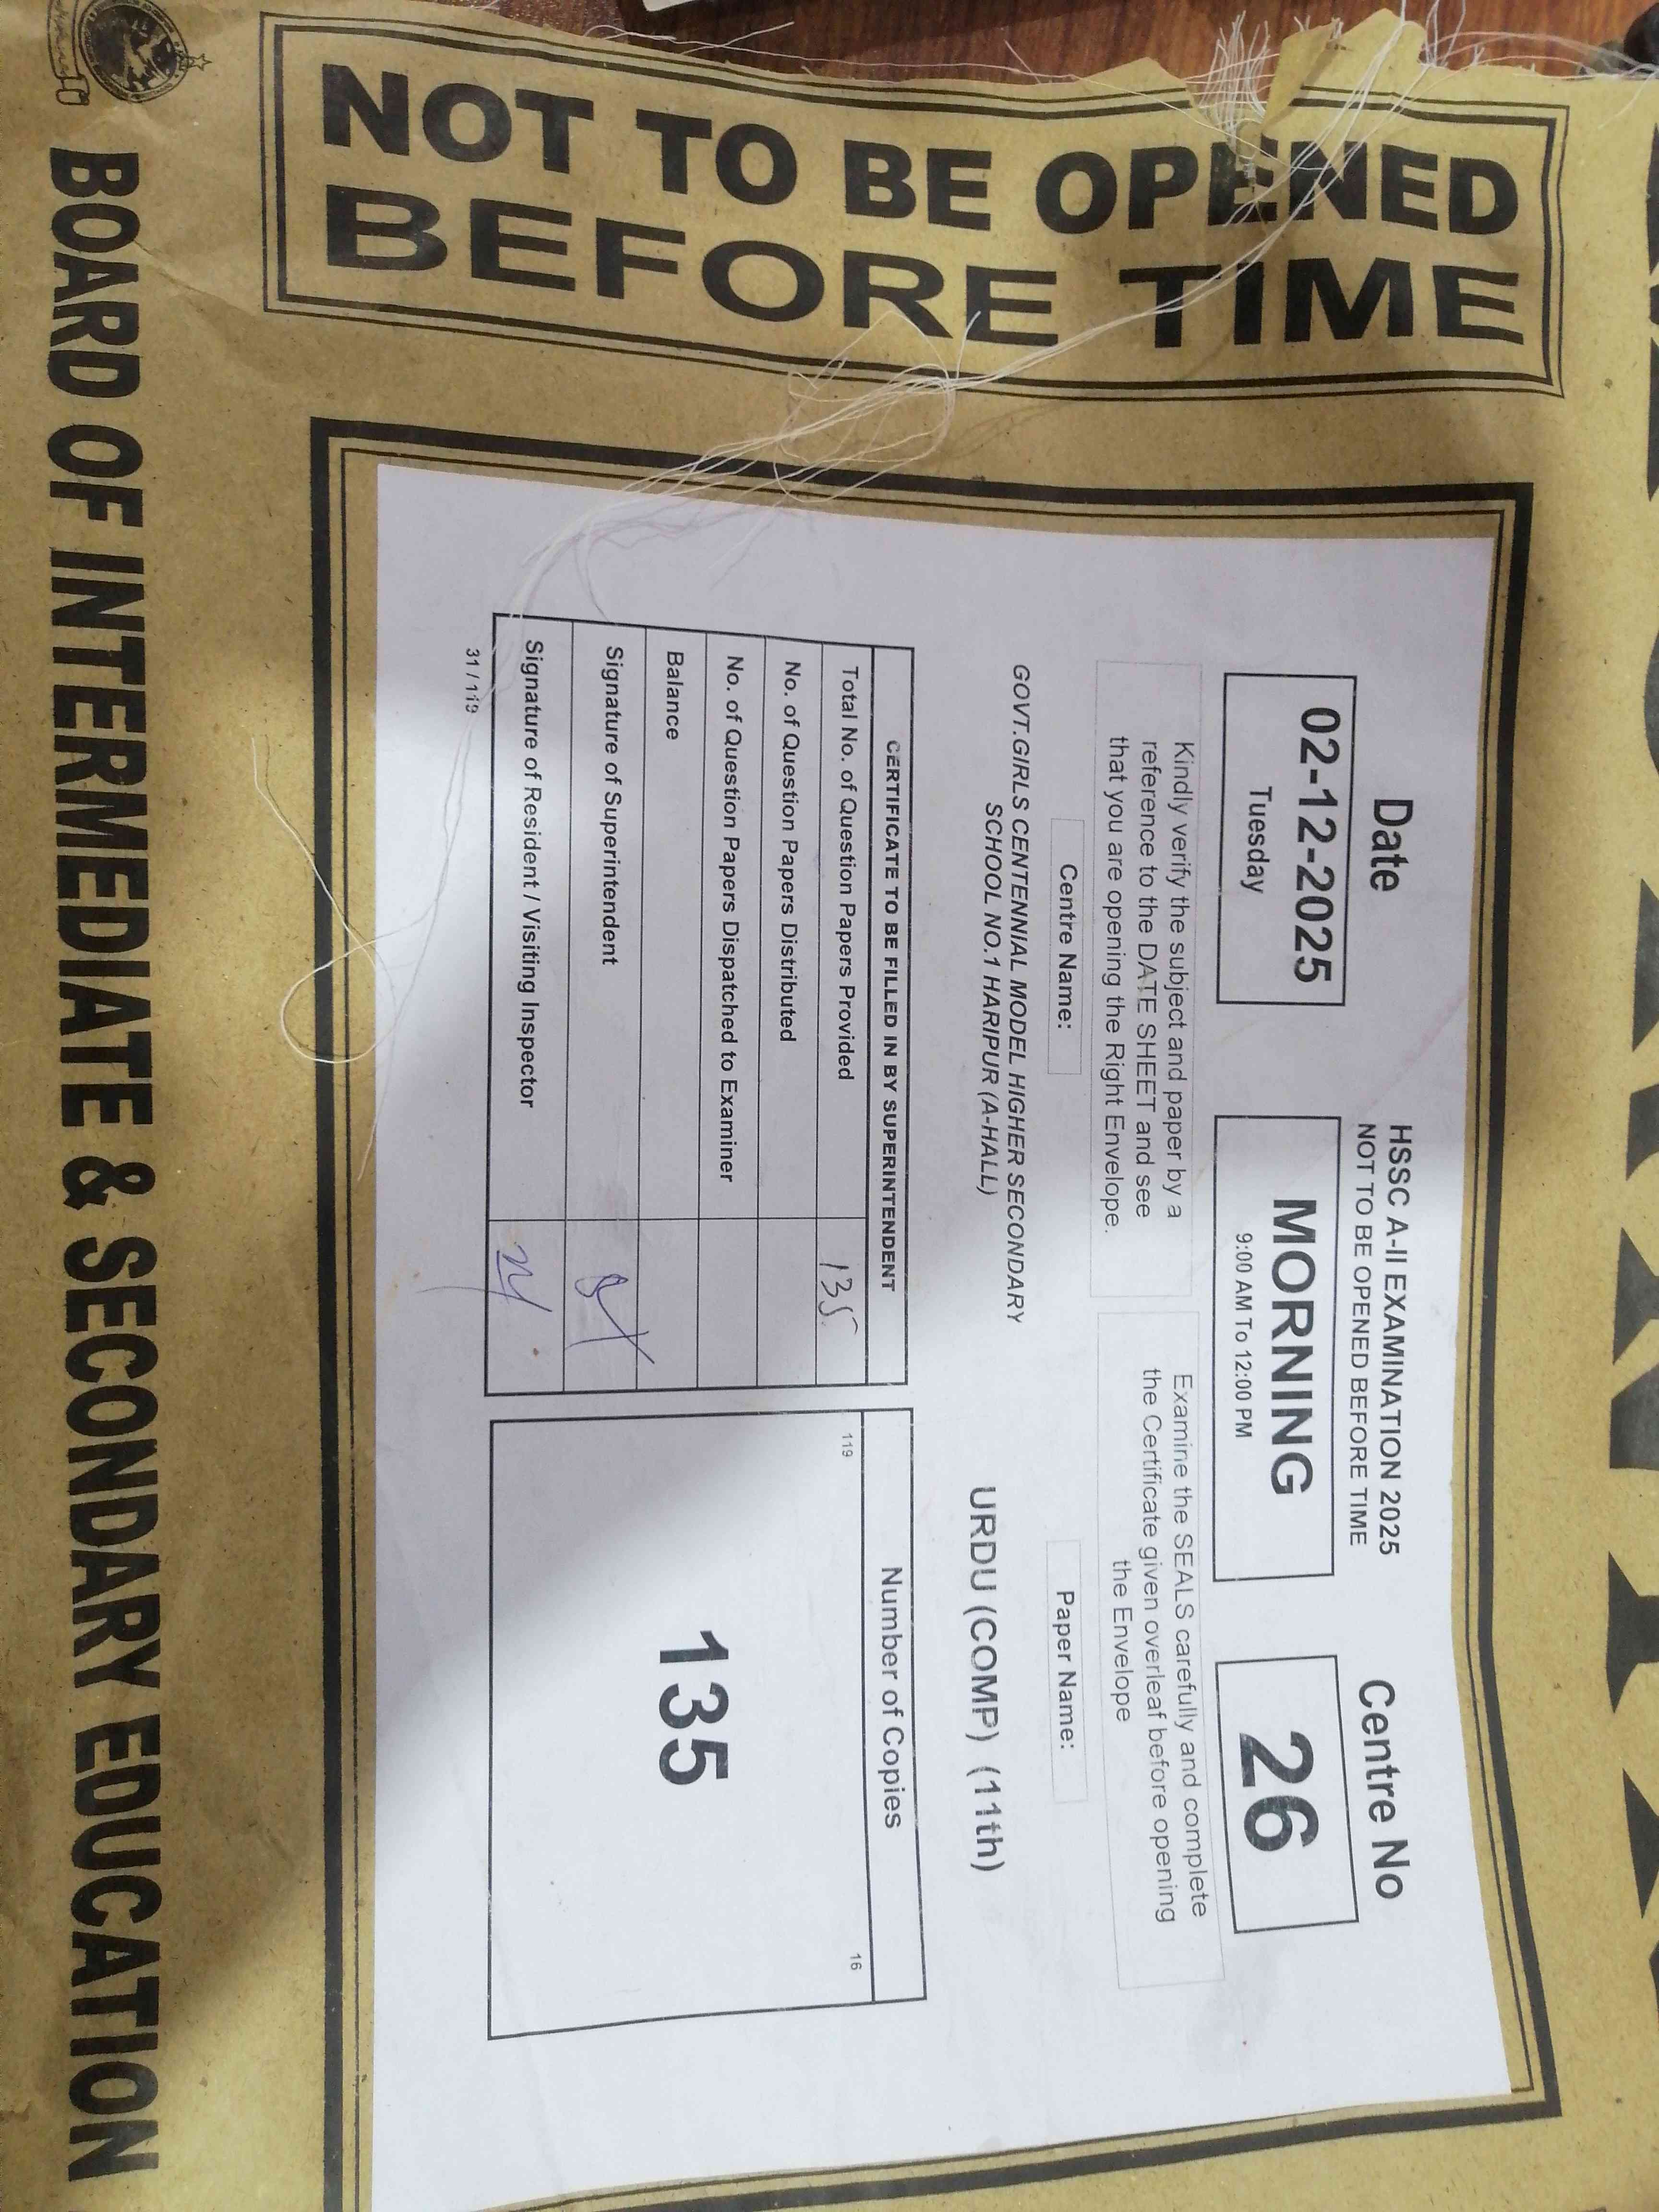 NOT TO BE OPENED
BEFORE TIME
Date
02-12-2025
Tuesday
HSSC A-II EXAMINATION 2025
NOT TO BE OPENED BEFORE TIME
MORNING
9:00 AM To 12:00 PM
Centre No
26
Kindly verify the subject and paper by a
reference to the DATE SHEET and see
that you are opening the Right Envelope.
Examine the SEALS carefully and complete
the Certificate given overleaf before opening
the Envelope
Centre Name:
GOVT.GIRLS CENTENNIAL MODEL HIGHER SECONDARY
SCHOOL NO.1 HARIPUR (A-HALL)
Paper Name:
URDU (COMP) (11th)
CERTIFICATE TO BE FILLED IN BY SUPERINTENDENT
Total No. of Question Papers Provided 135
No. of Question Papers Distributed
No. of Question Papers Dispatched to Examiner
Balance
Signature of Superintendent
Signature of Resident / Visiting Inspector
31 / 119
Number of Copies
119 16
135
BOARD OF INTERMEDIATE & SECONDARY EDUCATION